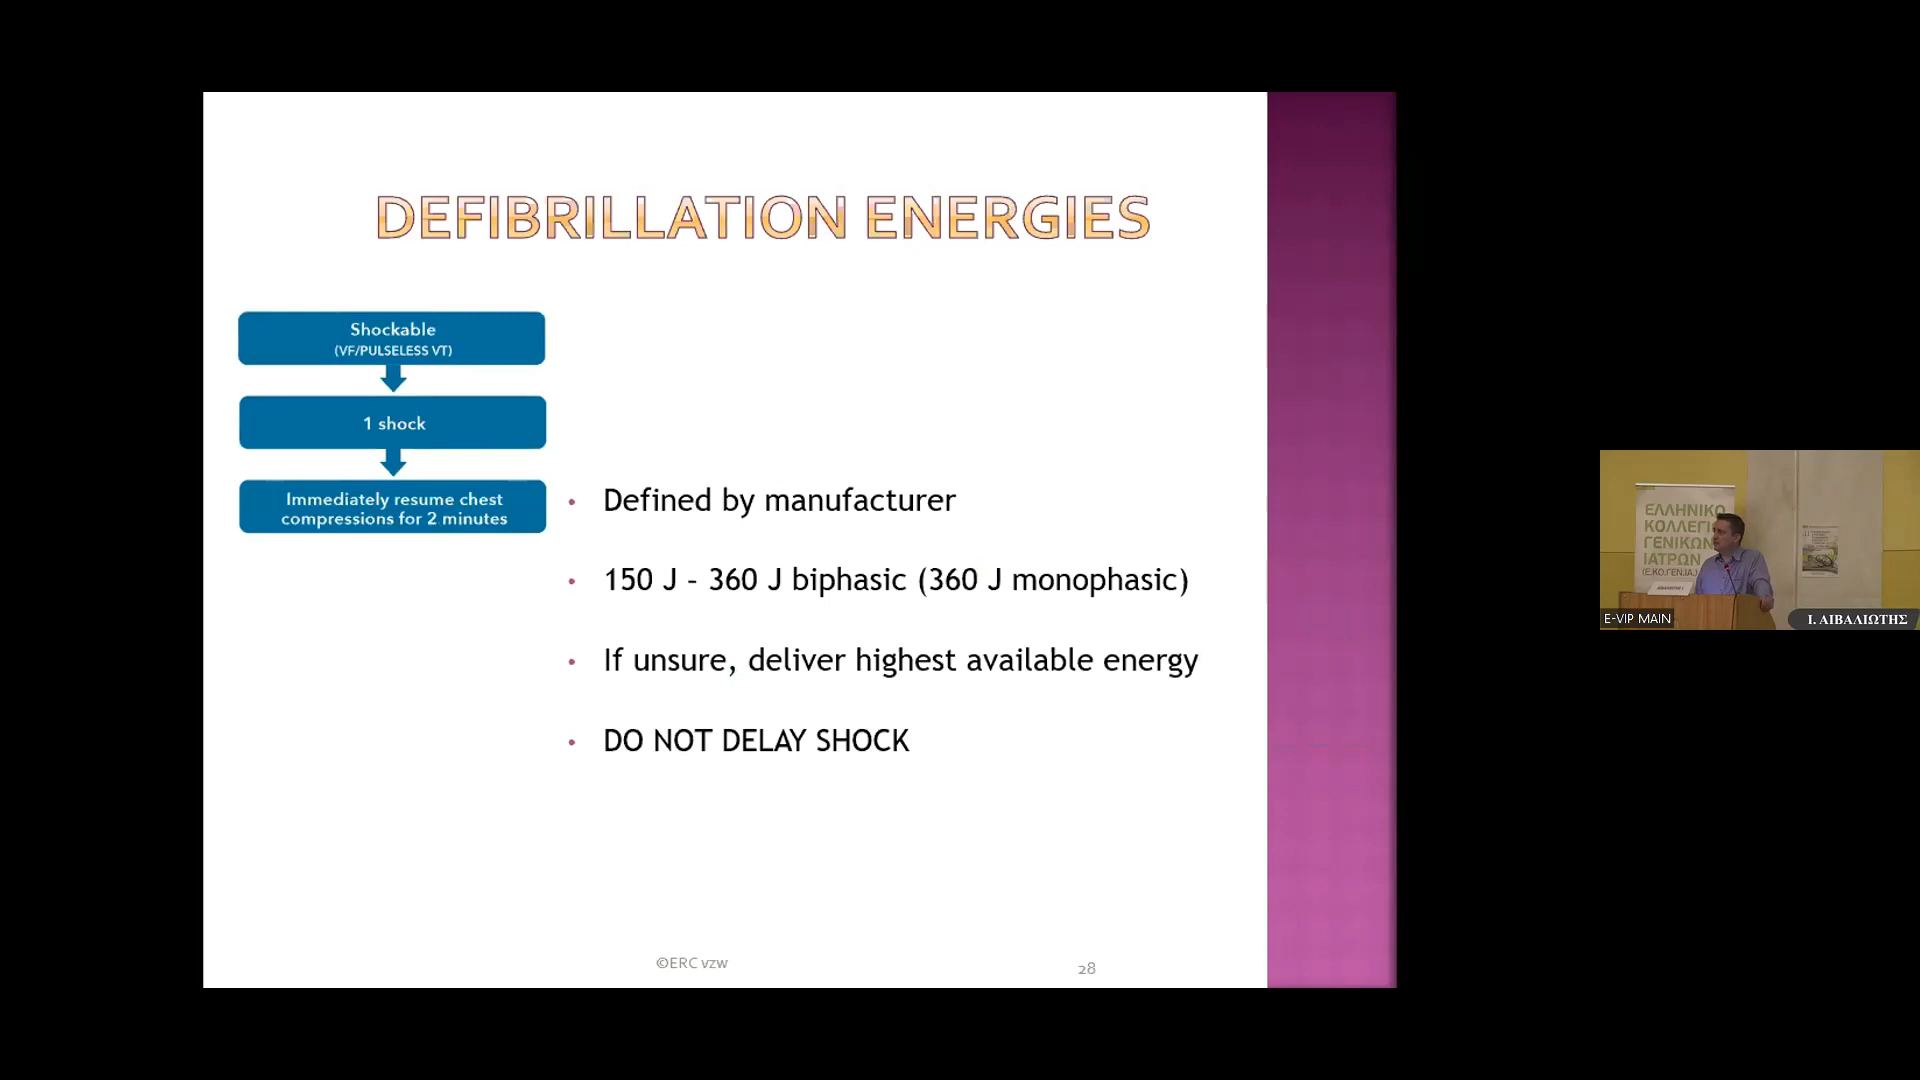 DEFIBRILLATION ENERGIES
Shockable
(VF/PULSELESS VT)
1 shock
Immediately resume chest
compressions for 2 minutes
• Defined by manufacturer
• 150 J - 360 J biphasic (360 J monophasic)
• If unsure, deliver highest available energy
• DO NOT DELAY SHOCK
©ERC vzw
28
ΕΛΛΗΝΙΚΟ
ΚΟΛΛΕΓΙ
ΓΕΝΙΚΩΝ
ΙΑΤΡΩΝ
(Ε.ΚΟ.ΓΕΝ.ΙΑ.)
E-VIP MAIN
Ι. ΑΙΒΑΛΙΩΤΗΣ